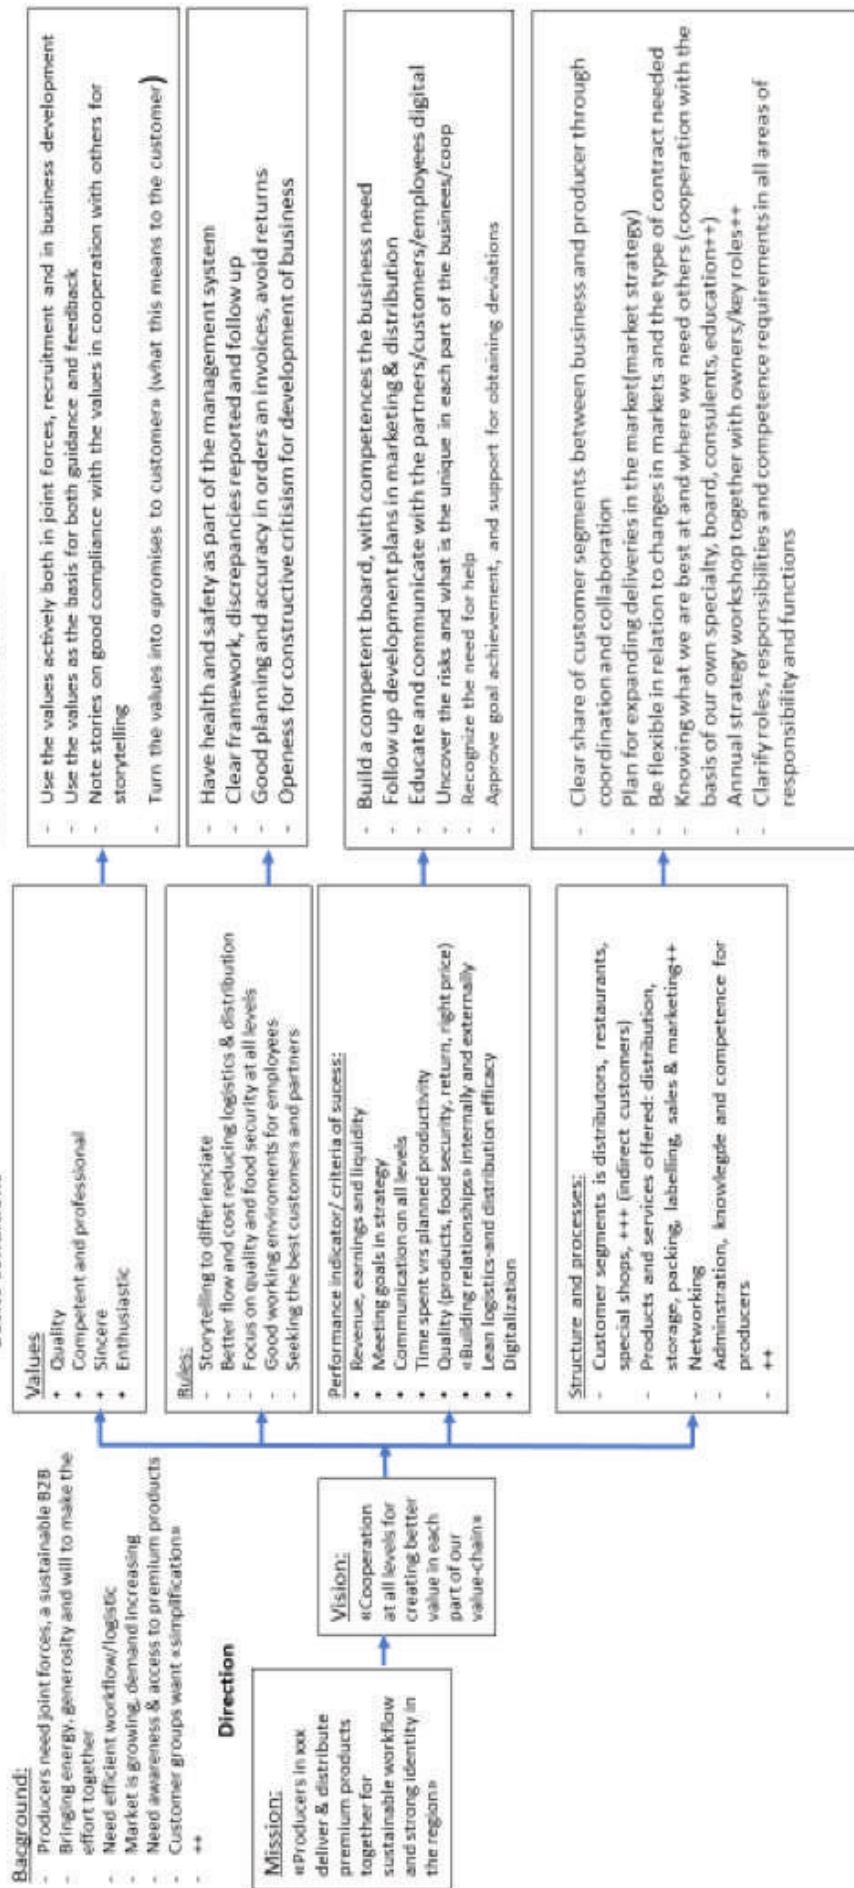 Bacground:
- Producers need joint forces, a sustainable B2B
- Bringing energy, generosity and will to make the
effort together
- Need efficient workflow/logistic
- Market is growing, demand increasing
- Need awareness & access to premium products
- Customer groups want «simplification»
- ++
Direction
Mission:
«Producers in xxx
deliver & distribute
premium products
together for
sustainable workflow
and strong identity in
the region»
Vision:
«Cooperation
at all levels for
creating better
value in each
part of our
value-chain»
Values
• Quality
• Competent and professional
• Sincere
• Enthusiastic
Rules:
- Storytelling to differienciate
- Better flow and cost reducing logistics & distribution
- Focus on quality and food security at all levels
- Good working enviroments for employees
- Seeking the best customers and partners
Performance indicator/ criteria of sucess:
• Revenue, earnings and liquidity
• Meeting goals in strategy
• Communication on all levels
• Time spent vrs planned productivity
• Quality (products, food security, return, right price)
• «Building relationships» internally and externally
• Lean logistics-and distribution efficacy
• Digitalization
Structure and processes:
- Customer segments is distributors, restaurants,
special shops, +++ (indirect customers)
- Products and services offered: distribution,
storage, packing, labelling, sales & marketing++
- Networking
- Adminstration, knowlegde and competence for
producers
- ++
- Use the values actively both in joint forces, recruitment and in business development
- Use the values as the basis for both guidance and feedback
- Note stories on good compliance with the values in cooperation with others for
storytelling
- Turn the values into «promises to customer» (what this means to the customer)
- Have health and safety as part of the management system
- Clear framework, discrepancies reported and follow up
- Good planning and accuracy in orders an invoices, avoid returns
- Openess for constructive critisism for development of business
- Build a competent board, with competences the business need
- Follow up development plans in marketing & distribution
- Educate and communicate with the partners/customers/employees digital
- Uncover the risks and what is the unique in each part of the businees/coop
- Recognize the need for help
- Approve goal achievement, and support for obtaining deviations
- Clear share of customer segments between business and producer through
coordination and collaboration
- Plan for expanding deliveries in the market(market strategy)
- Be flexible in relation to changes in markets and the type of contract needed
- Knowing what we are best at and where we need others (cooperation with the
basis of our own specialty, board, consulents, education++)
- Annual strategy workshop together with owners/key roles++
- Clarify roles, responsibilities and competence requirements in all areas of
responsibility and functions